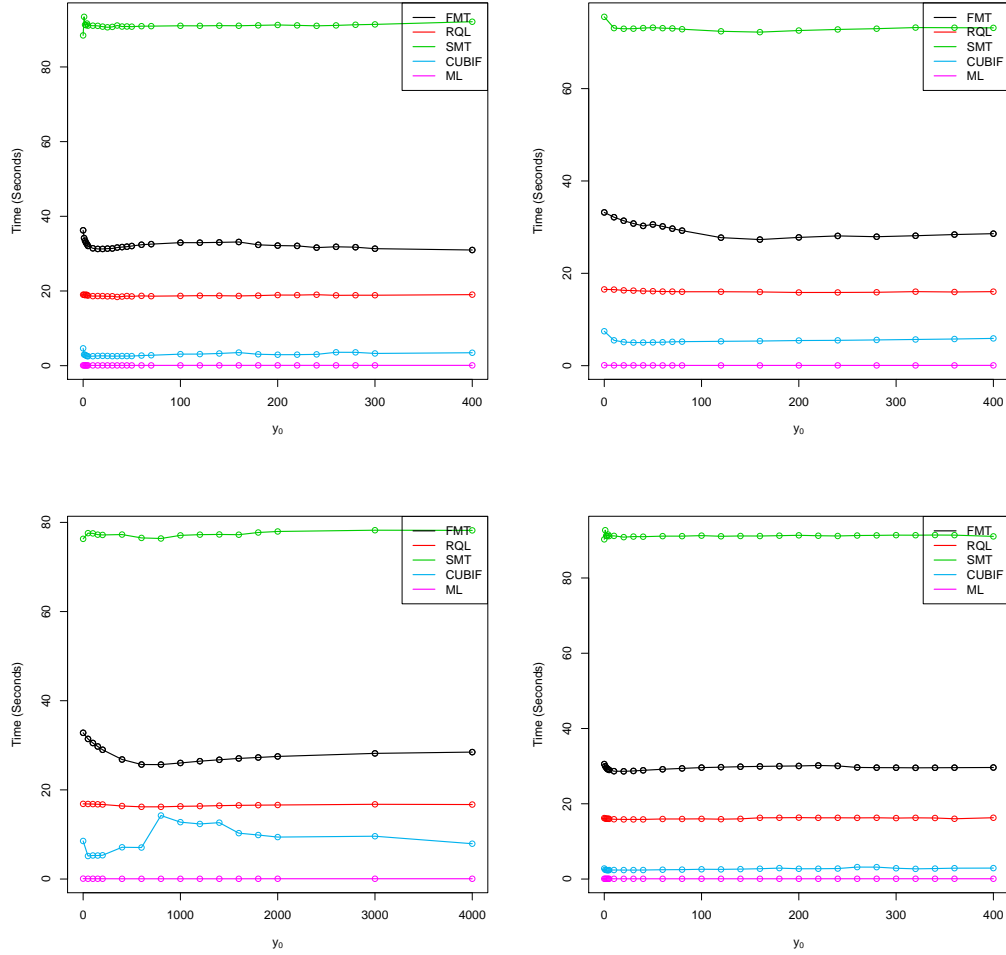 FMT
RQL
SMT
CUBIF
ML
Time (Seconds)
0 20 40 60 80
0 100 200 300 400
y0
FMT
RQL
SMT
CUBIF
ML
Time (Seconds)
0 20 40 60
0 100 200 300 400
y0
FMT
RQL
SMT
CUBIF
ML
Time (Seconds)
0 20 40 60 80
0 1000 2000 3000 4000
y0
FMT
RQL
SMT
CUBIF
ML
Time (Seconds)
0 20 40 60 80
0 100 200 300 400
y0